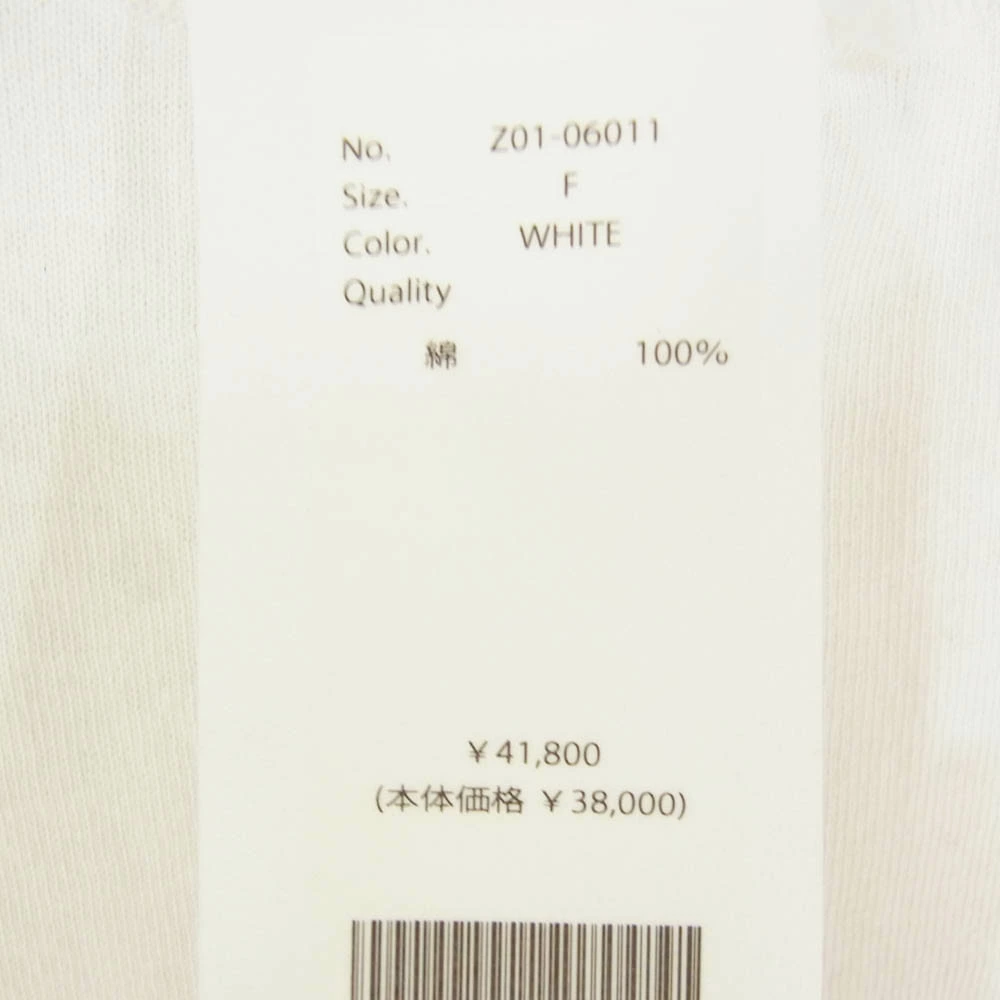 No. Z01-06011
Size. F
Color. WHITE
Quality
綿 100%
¥41,800
(本体価格 ¥38,000)